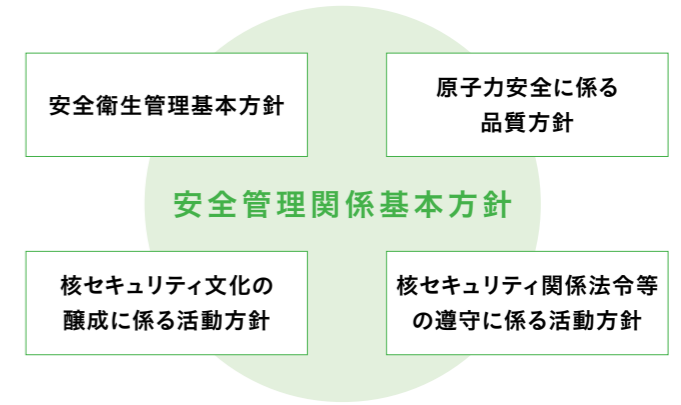 安全衛生管理基本方針
原子力安全に係る
品質方針
安全管理関係基本方針
核セキュリティ文化の
醸成に係る活動方針
核セキュリティ関係法令等
の遵守に係る活動方針